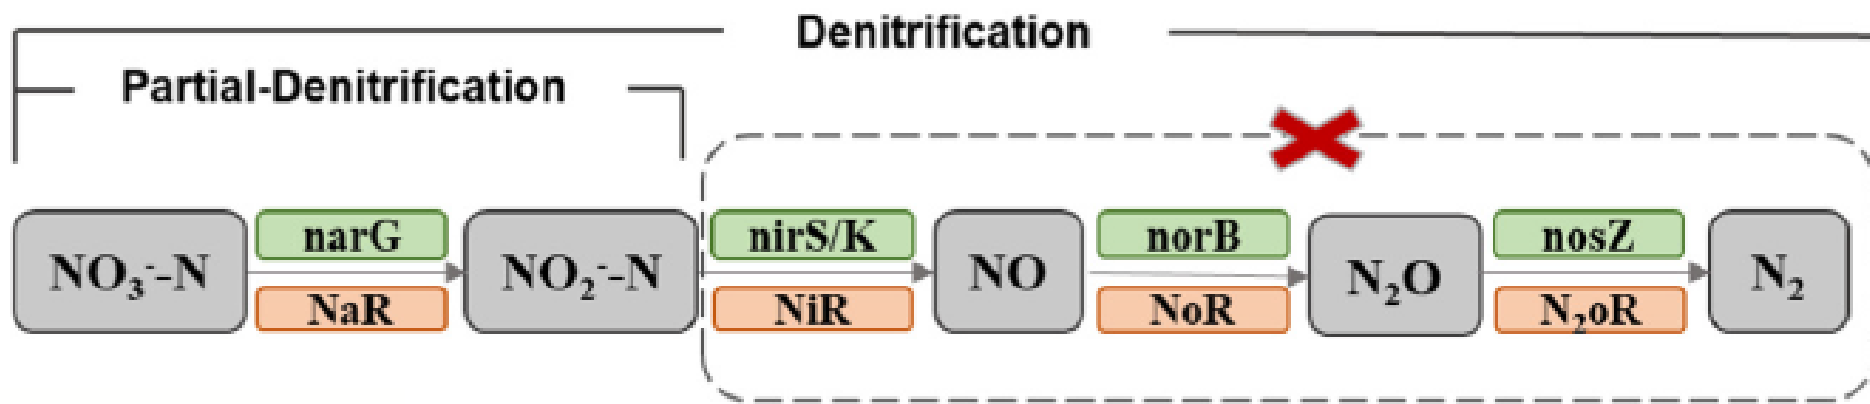 Denitrification
Partial-Denitrification
narG
nirS/K
norB
nosZ
NO₃⁻-N
NO₂⁻-N
NO
N₂O
N₂
NaR
NiR
NoR
N₂oR